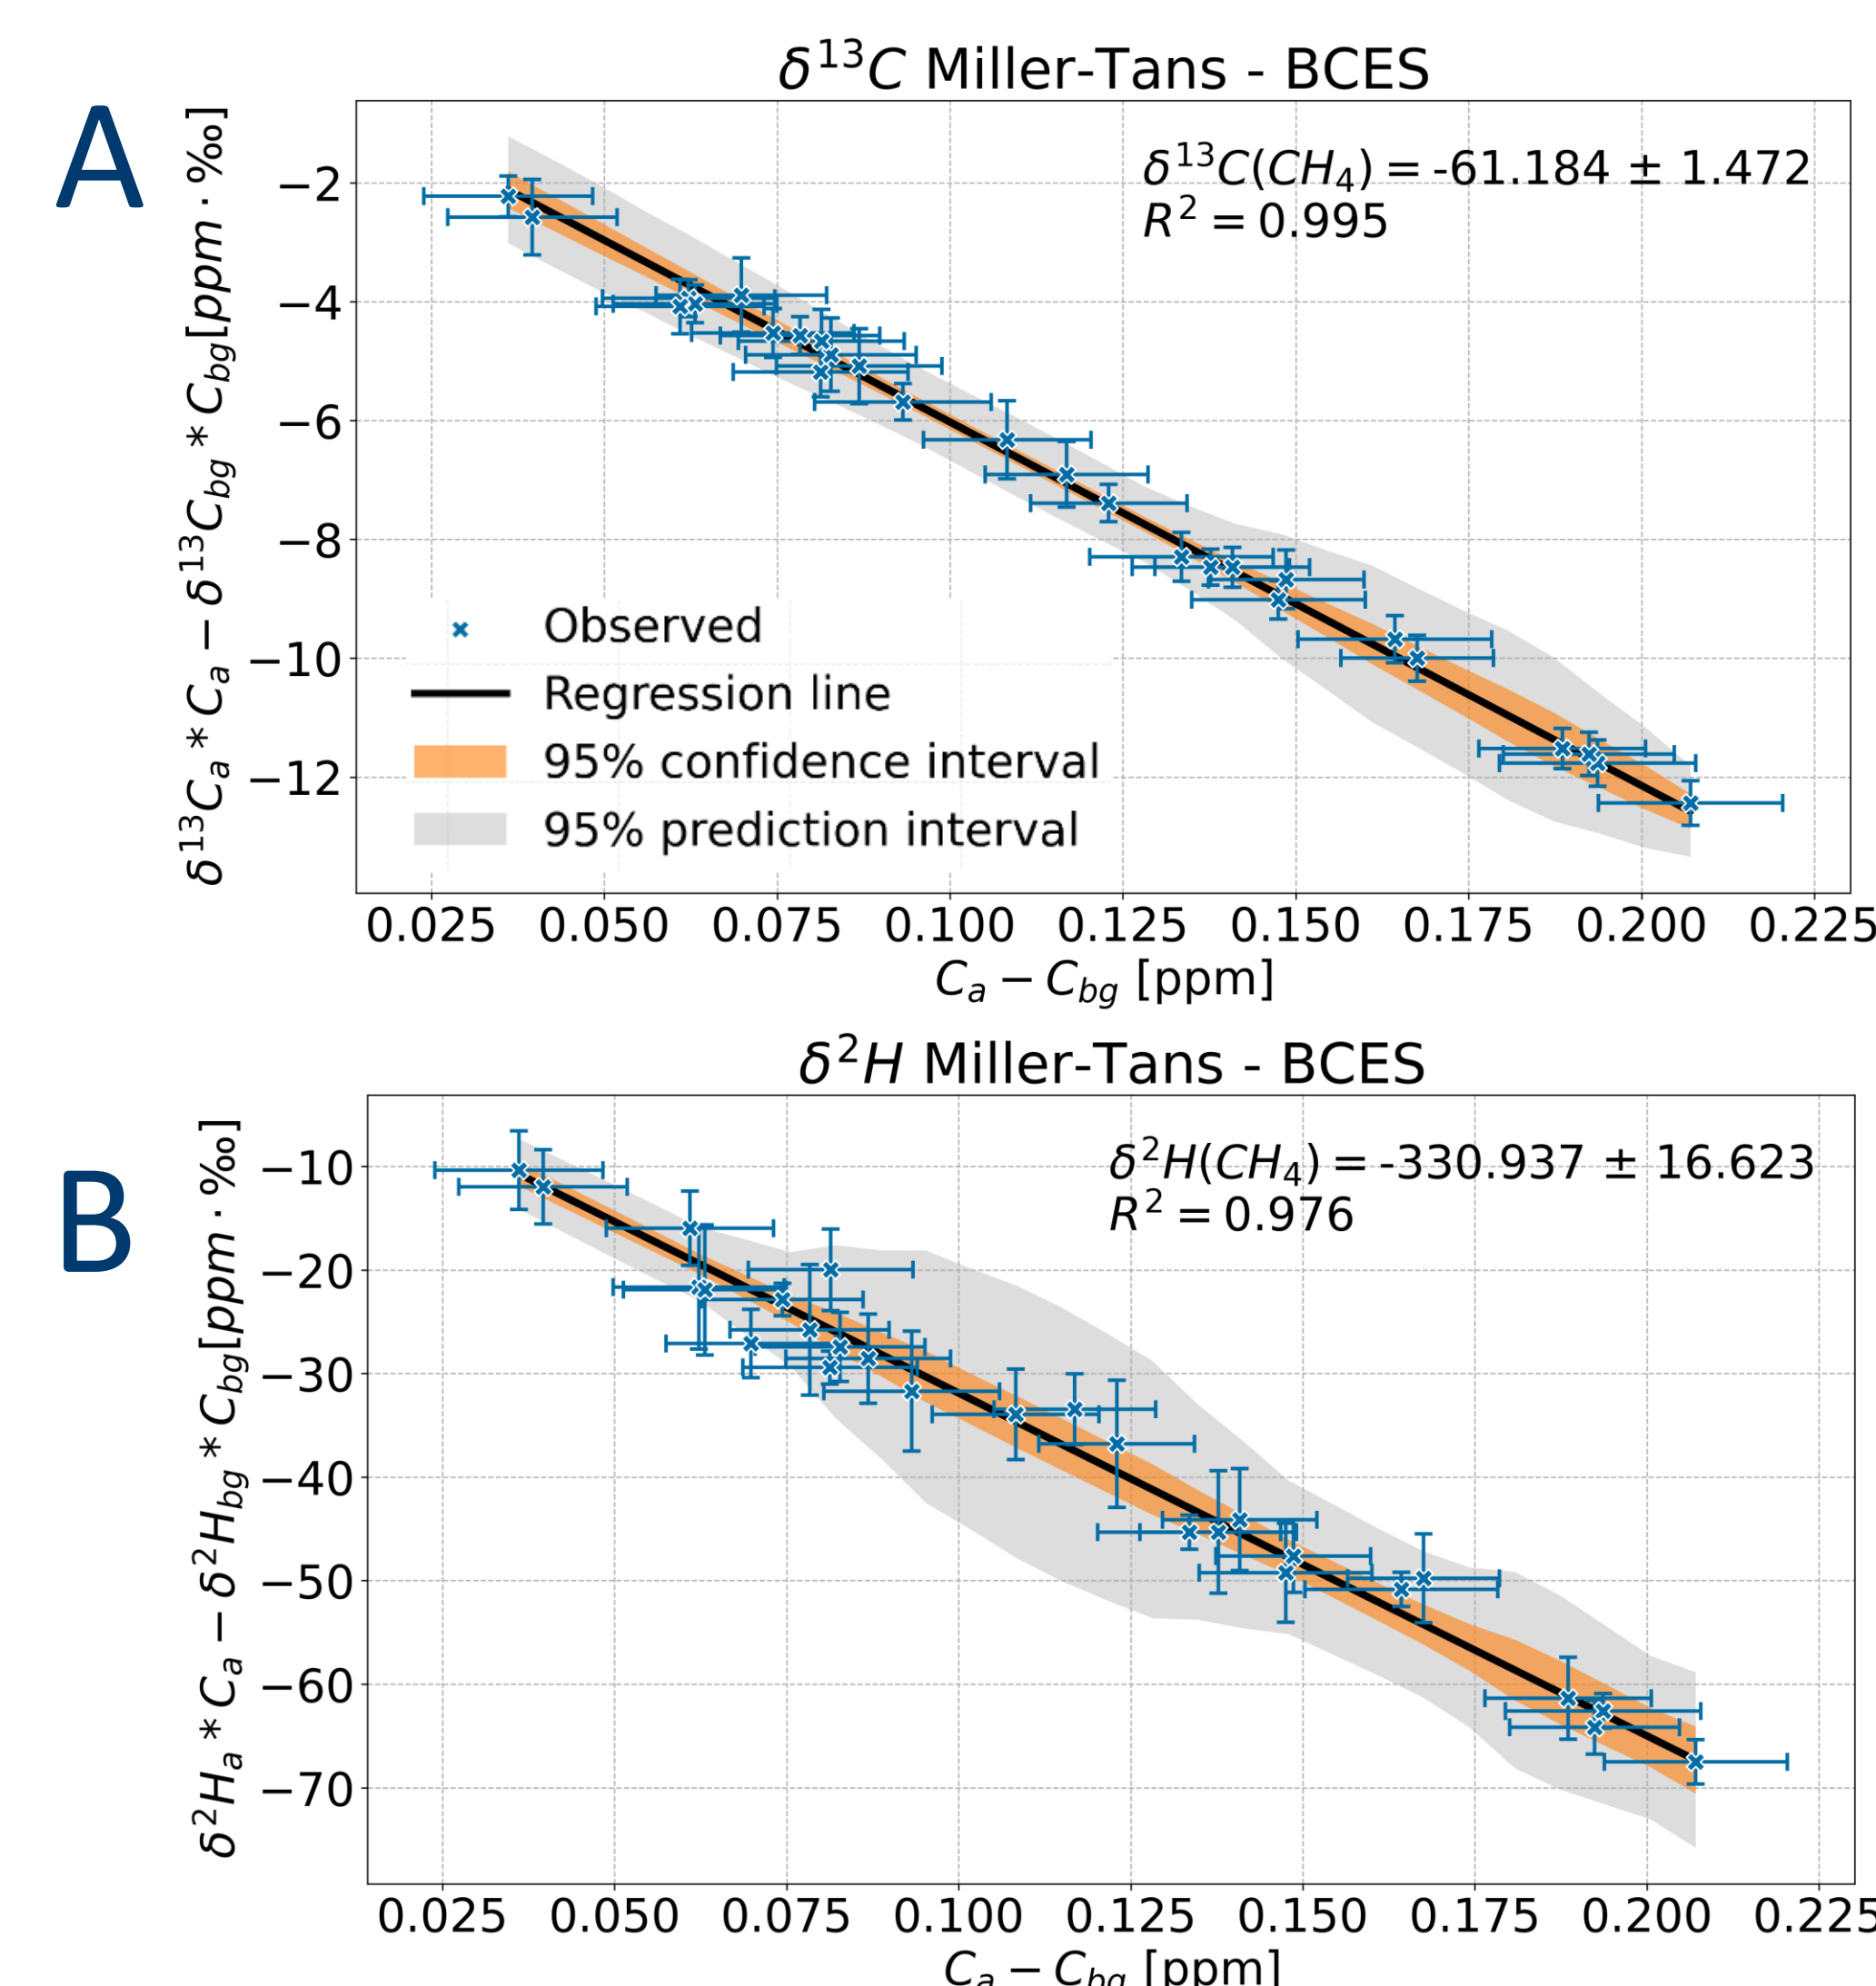 A
δ¹³C Miller-Tans - BCES
δ¹³C(CH₄) = -61.184 ± 1.472
R² = 0.995
δ¹³Cₐ * Cₐ − δ¹³C_bg * C_bg [ppm · ‰]
−2
−4
−6
−8
−10
−12
Observed
Regression line
95% confidence interval
95% prediction interval
0.025 0.050 0.075 0.100 0.125 0.150 0.175 0.200 0.225
Cₐ − C_bg [ppm]
B
δ²H Miller-Tans - BCES
δ²H(CH₄) = -330.937 ± 16.623
R² = 0.976
δ²Hₐ * Cₐ − δ²H_bg * C_bg [ppm · ‰]
−10
−20
−30
−40
−50
−60
−70
0.025 0.050 0.075 0.100 0.125 0.150 0.175 0.200 0.225
Cₐ − C_bg [ppm]